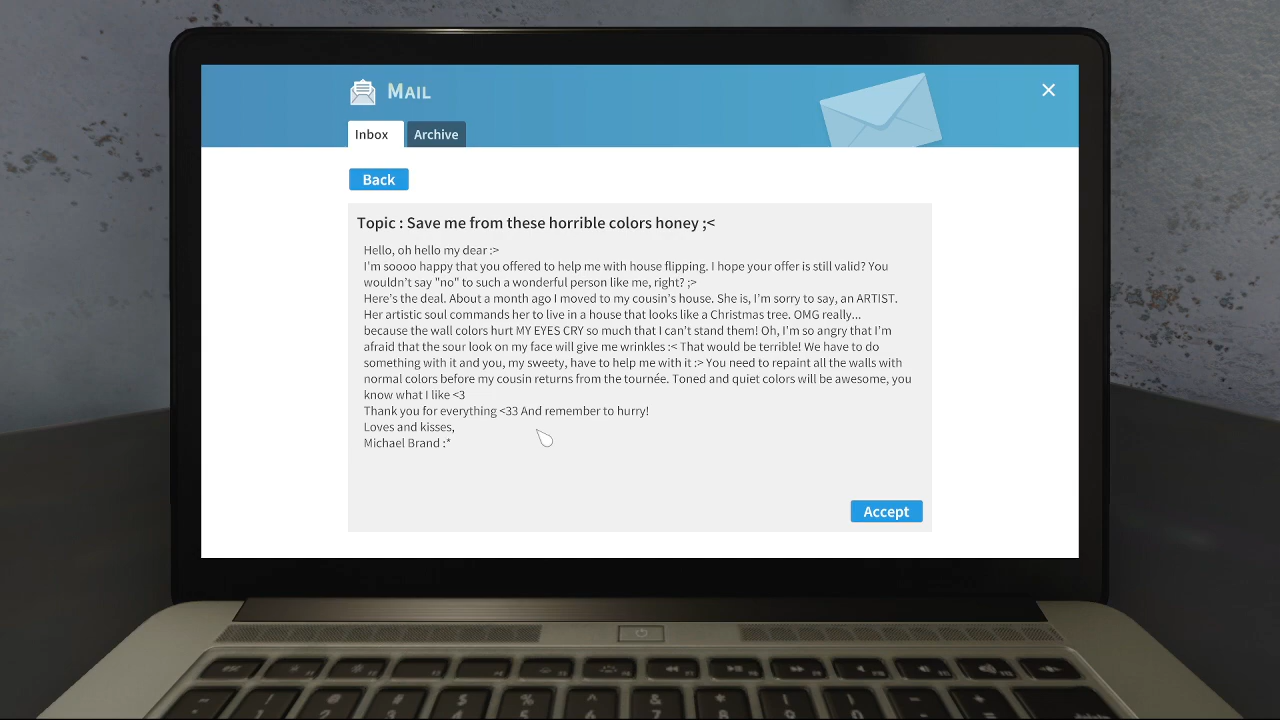 Mail
Inbox
Archive
Back
Topic : Save me from these horrible colors honey ;<
Hello, oh hello my dear :>
I'm soooo happy that you offered to help me with house flipping. I hope your offer is still valid? You
wouldn't say "no" to such a wonderful person like me, right? ;>
Here's the deal. About a month ago I moved to my cousin's house. She is, I'm sorry to say, an ARTIST.
Her artistic soul commands her to live in a house that looks like a Christmas tree. OMG really...
because the wall colors hurt MY EYES CRY so much that I can't stand them! Oh, I'm so angry that I'm
afraid that the sour look on my face will give me wrinkles :< That would be terrible! We have to do
something with it and you, my sweety, have to help me with it :> You need to repaint all the walls with
normal colors before my cousin returns from the tournée. Toned and quiet colors will be awesome, you
know what I like <3
Thank you for everything <33 And remember to hurry!
Loves and kisses,
Michael Brand :*
Accept